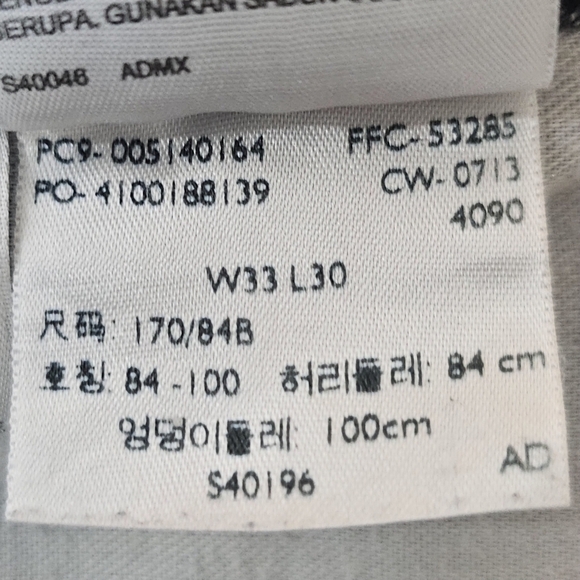 BERUPA. GUNAKAN
S40046 ADMX
PC9-005140164 FFC-53285
PO-4100188139 CW-0713
4090
W33 L30
尺码: 170/84B
호칭: 84-100 허리둘레: 84 cm
엉덩이둘레: 100cm
S40196 AD